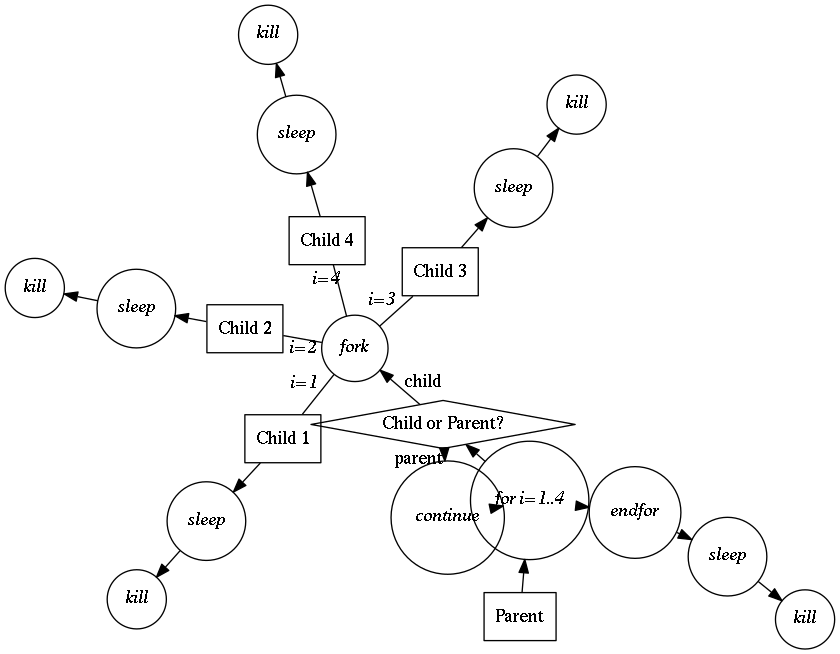 kill
kill
sleep
sleep
Child 4
Child 3
kill
i=4
sleep
i=3
Child 2
i=2
fork
i=1
child
Child or Parent?
Child 1
parent
for i=1..4
endfor
continue
sleep
sleep
kill
Parent
kill